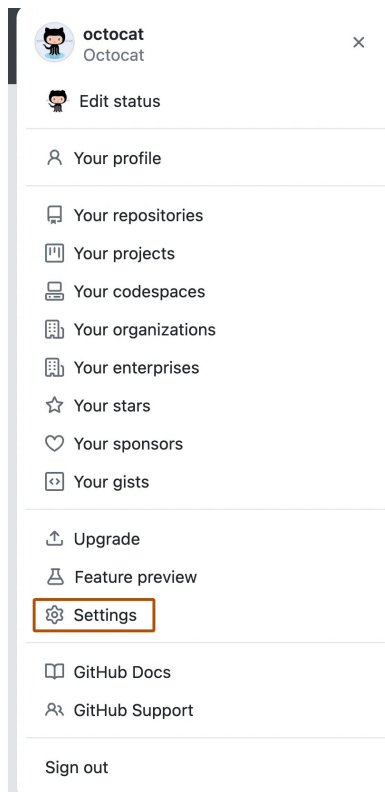 octocat
Octocat
Edit status
Your profile
Your repositories
Your projects
Your codespaces
Your organizations
Your enterprises
Your stars
Your sponsors
Your gists
Upgrade
Feature preview
Settings
GitHub Docs
GitHub Support
Sign out